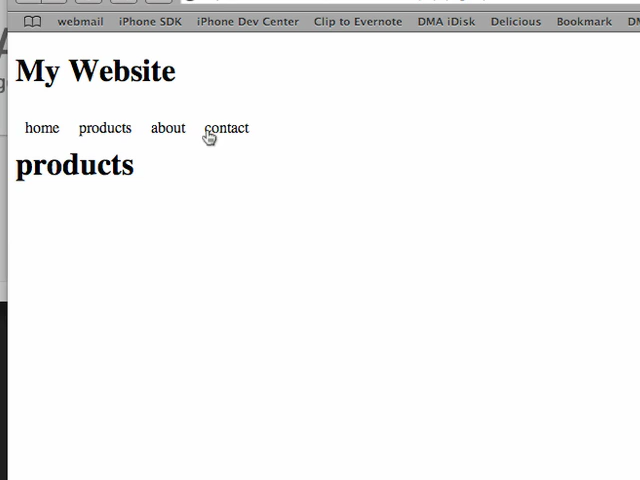 webmail iPhone SDK iPhone Dev Center Clip to Evernote DMA iDisk Delicious Bookmark
My Website
home products about contact
products